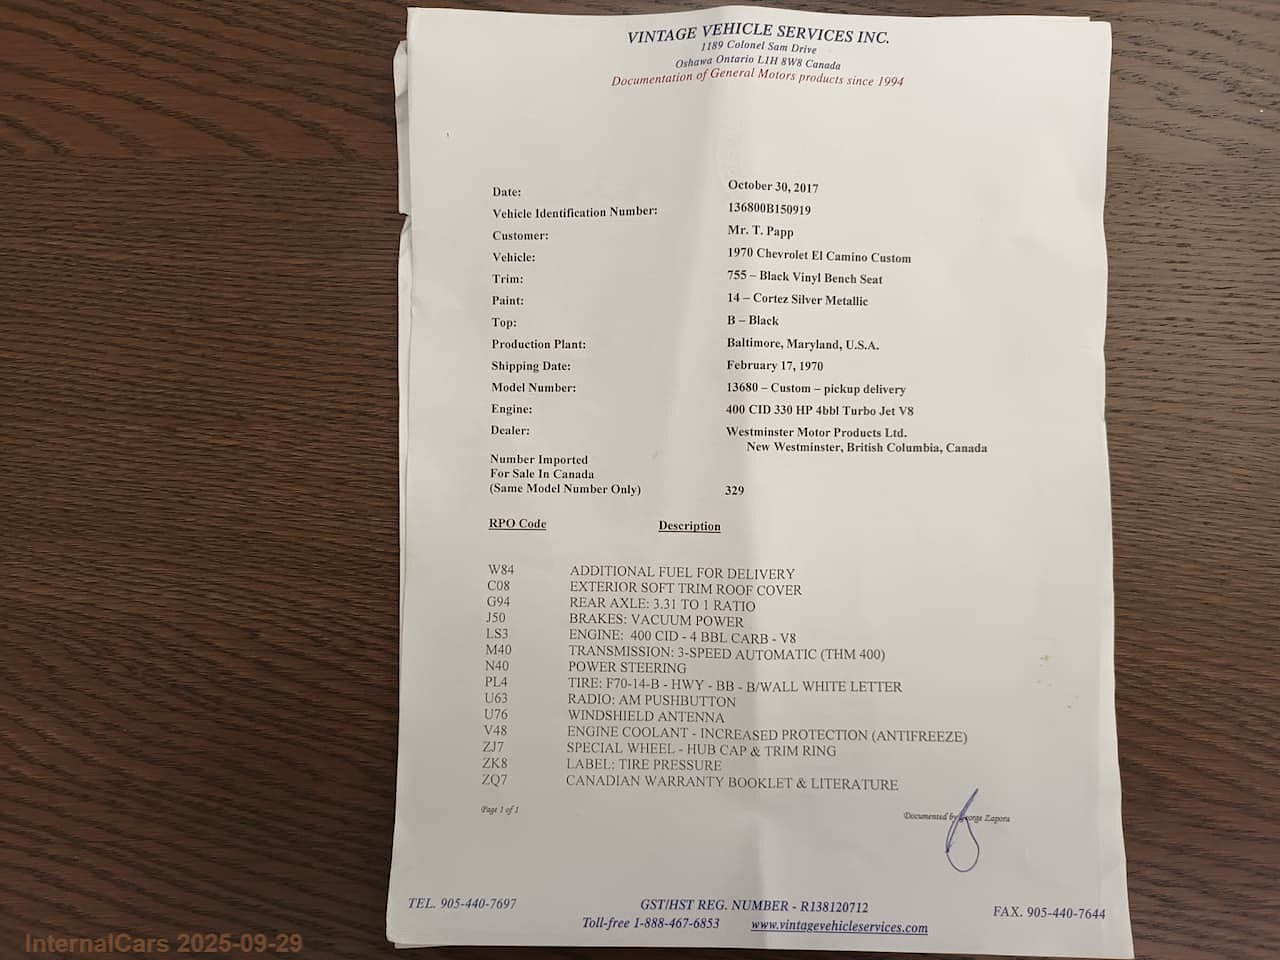 VINTAGE VEHICLE SERVICES INC.
1189 Colonel Sam Drive
Oshawa Ontario L1H 8W8 Canada
Documentation of General Motors products since 1994
Date: October 30, 2017
Vehicle Identification Number: 136800B150919
Customer: Mr. T. Papp
Vehicle: 1970 Chevrolet El Camino Custom
Trim: 755 – Black Vinyl Bench Seat
Paint: 14 – Cortez Silver Metallic
Top: B – Black
Production Plant: Baltimore, Maryland, U.S.A.
Shipping Date: February 17, 1970
Model Number: 13680 – Custom – pickup delivery
Engine: 400 CID 330 HP 4bbl Turbo Jet V8
Dealer: Westminster Motor Products Ltd.
New Westminster, British Columbia, Canada
Number Imported
For Sale In Canada
(Same Model Number Only) 329
RPO Code Description
W84 ADDITIONAL FUEL FOR DELIVERY
C08 EXTERIOR SOFT TRIM ROOF COVER
G94 REAR AXLE: 3.31 TO 1 RATIO
J50 BRAKES: VACUUM POWER
LS3 ENGINE: 400 CID - 4 BBL CARB - V8
M40 TRANSMISSION: 3-SPEED AUTOMATIC (THM 400)
N40 POWER STEERING
PL4 TIRE: F70-14-B - HWY - BB - B/WALL WHITE LETTER
U63 RADIO: AM PUSHBUTTON
U76 WINDSHIELD ANTENNA
V48 ENGINE COOLANT - INCREASED PROTECTION (ANTIFREEZE)
ZJ7 SPECIAL WHEEL - HUB CAP & TRIM RING
ZK8 LABEL: TIRE PRESSURE
ZQ7 CANADIAN WARRANTY BOOKLET & LITERATURE
Page 1 of 1 Documented by George Zapora
TEL. 905-440-7697 GST/HST REG. NUMBER - R138120712 FAX. 905-440-7644
Toll-free 1-888-467-6853 www.vintagevehicleservices.com
InternalCars 2025-09-29